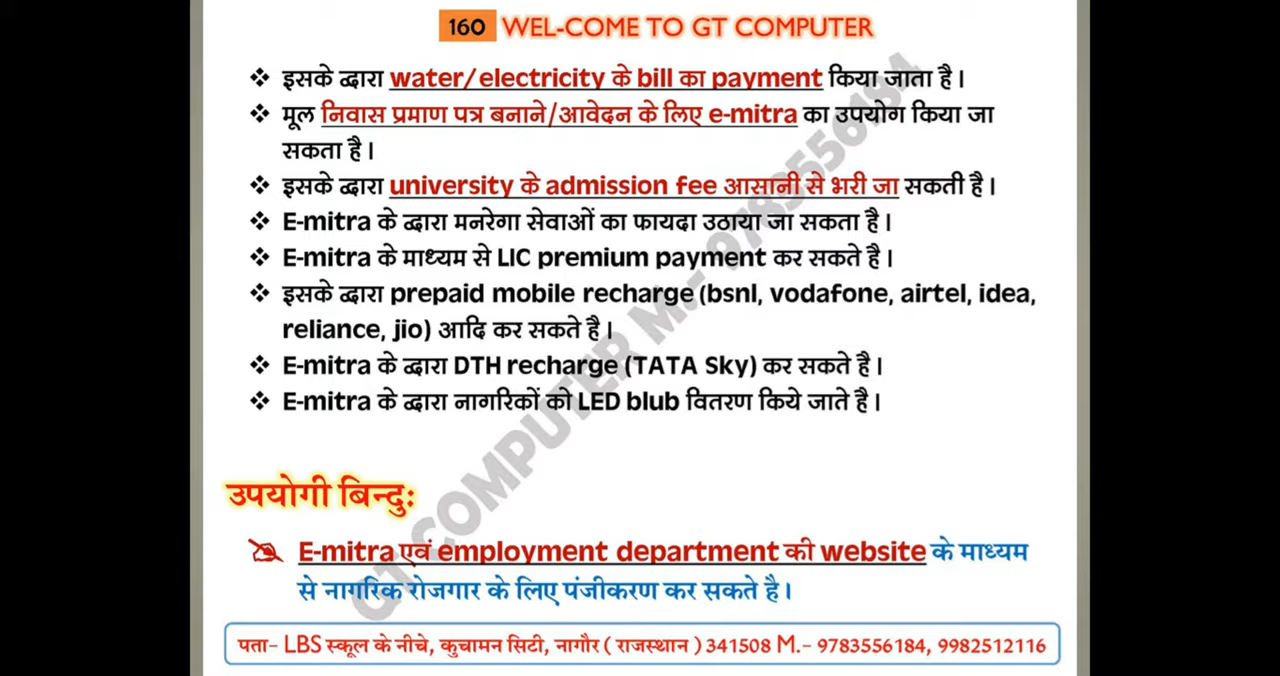 160 WEL-COME TO GT COMPUTER
❖ इसके द्वारा water/electricity के bill का payment किया जाता है।
❖ मूल निवास प्रमाण पत्र बनाने/आवेदन के लिए e-mitra का उपयोग किया जा
सकता है।
❖ इसके द्वारा university के admission fee आसानी से भरी जा सकती है।
❖ E-mitra के द्वारा मनरेगा सेवाओं का फायदा उठाया जा सकता है।
❖ E-mitra के माध्यम से LIC premium payment कर सकते है।
❖ इसके द्वारा prepaid mobile recharge (bsnl, vodafone, airtel, idea,
reliance, jio) आदि कर सकते है।
❖ E-mitra के द्वारा DTH recharge (TATA Sky) कर सकते है।
❖ E-mitra के द्वारा नागरिकों को LED blub वितरण किये जाते है।
GT COMPUTER M.- 9783556184
उपयोगी बिन्दुः
E-mitra एवं employment department की website के माध्यम
से नागरिक रोजगार के लिए पंजीकरण कर सकते है।
पता- LBS स्कूल के नीचे, कुचामन सिटी, नागौर ( राजस्थान ) 341508 M.- 9783556184, 9982512116